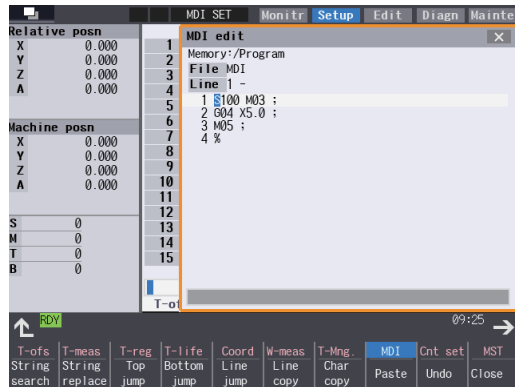 MDI SET Monitr Setup Edit Diagn Mainte
Relative posn
X 0.000
Y 0.000
Z 0.000
A 0.000
Machine posn
X 0.000
Y 0.000
Z 0.000
A 0.000
S 0
M 0
T 0
B 0
1
2
3
4
5
6
7
8
9
10
11
12
13
14
15
T-of
MDI edit
Memory:/Program
File MDI
Line 1 -
1 S100 M03 ;
2 G04 X5.0 ;
3 M05 ;
4 %
RDY 09:25
T-ofs T-meas T-reg T-life Coord W-meas T-Mng. MDI Cnt set MST
String search String replace Top jump Bottom jump Line jump Line copy Char copy Paste Undo Close